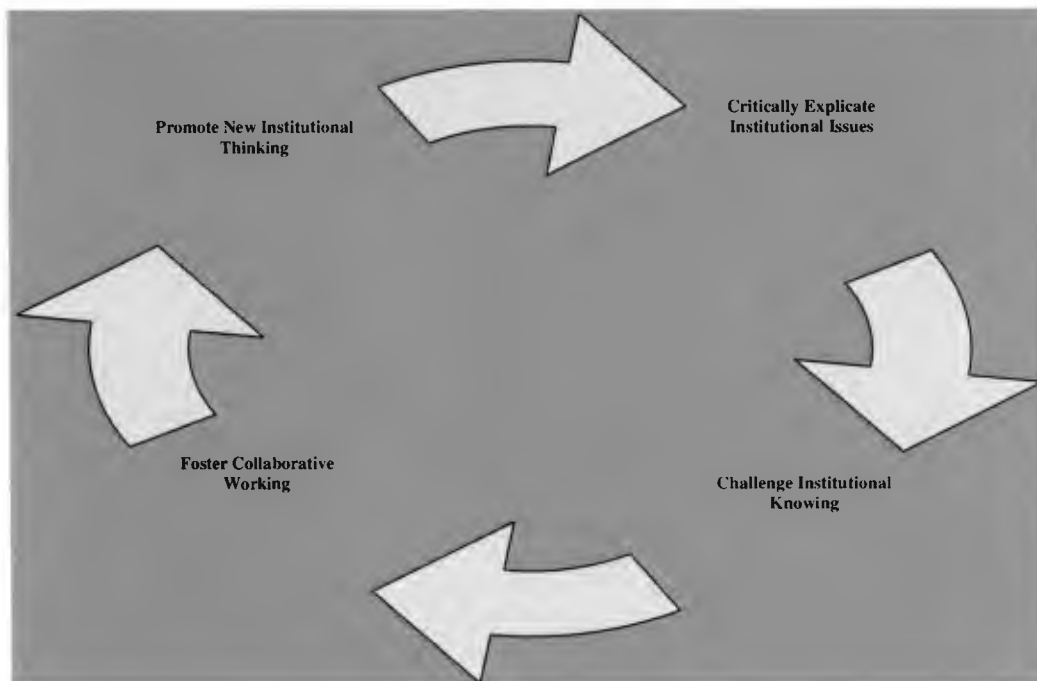 Promote New Institutional
Thinking
Critically Explicate
Institutional Issues
Foster Collaborative
Working
Challenge Institutional
Knowing